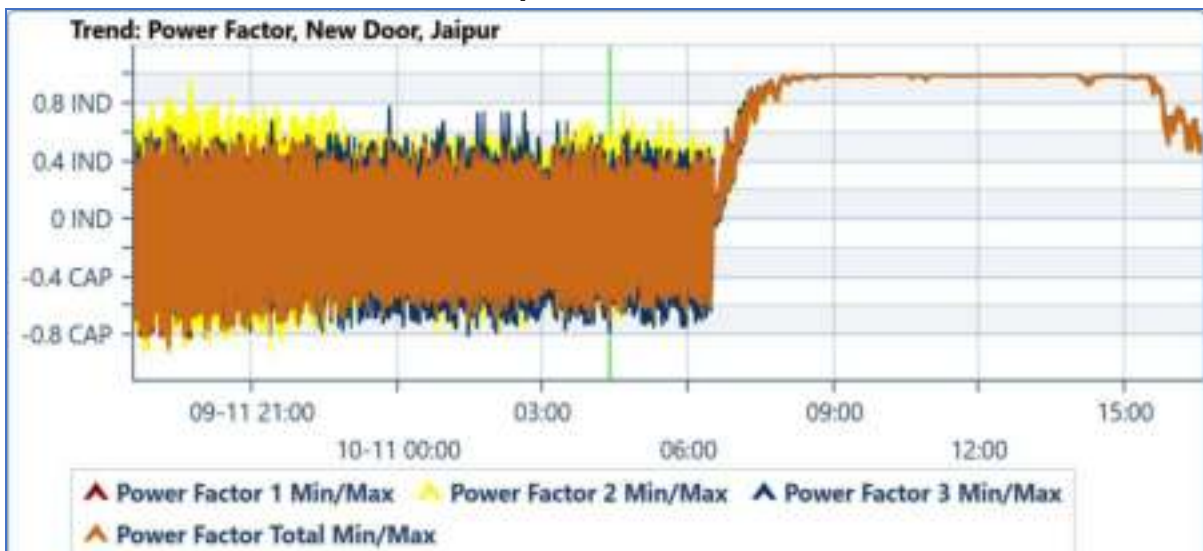 Trend: Power Factor, New Door, Jaipur
0.8 IND
0.4 IND
0 IND
-0.4 CAP
-0.8 CAP
09-11 21:00
03:00
09:00
15:00
10-11 00:00
06:00
12:00
Power Factor 1 Min/Max
Power Factor 2 Min/Max
Power Factor 3 Min/Max
Power Factor Total Min/Max